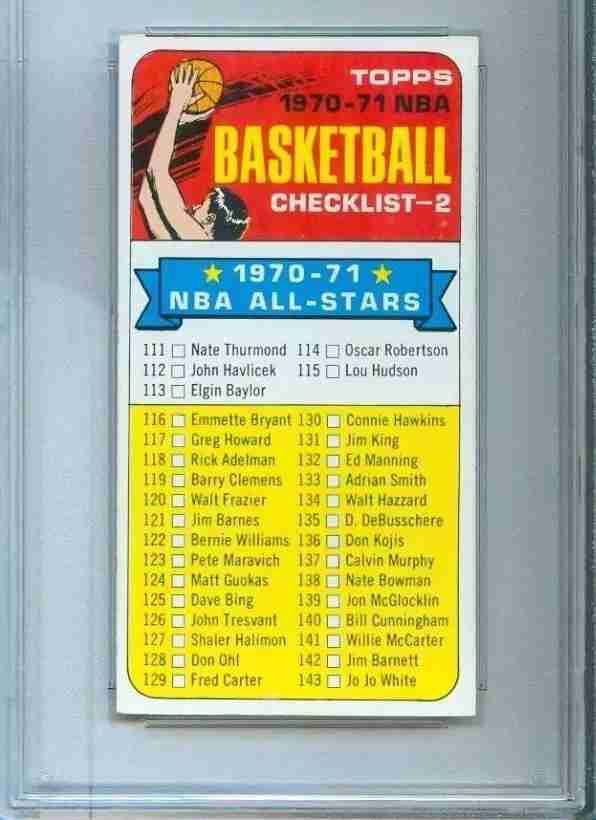 TOPPS
1970-71 NBA
BASKETBALL
CHECKLIST-2
1970-71
NBA ALL-STARS
111 Nate Thurmond 114 Oscar Robertson
112 John Havlicek 115 Lou Hudson
113 Elgin Baylor
116 Emmette Bryant 130 Connie Hawkins
117 Greg Howard 131 Jim King
118 Rick Adelman 132 Ed Manning
119 Barry Clemens 133 Adrian Smith
120 Walt Frazier 134 Walt Hazzard
121 Jim Barnes 135 D. DeBusschere
122 Bernie Williams 136 Don Kojis
123 Pete Maravich 137 Calvin Murphy
124 Matt Guokas 138 Nate Bowman
125 Dave Bing 139 Jon McGlocklin
126 John Tresvant 140 Bill Cunningham
127 Shaler Halimon 141 Willie McCarter
128 Don Ohl 142 Jim Barnett
129 Fred Carter 143 Jo Jo White